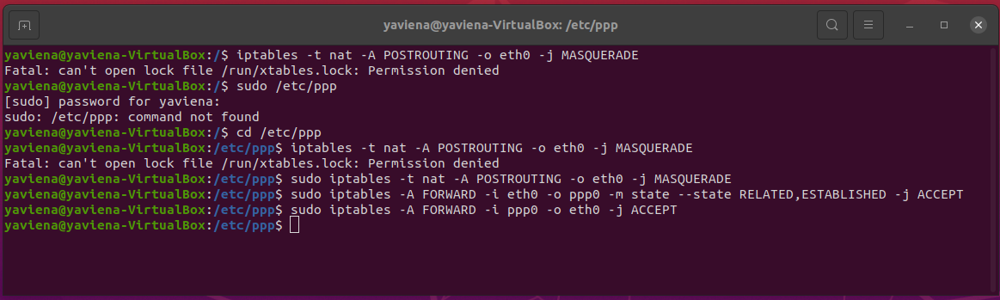 yaviena@yaviena-VirtualBox: /etc/ppp
yaviena@yaviena-VirtualBox:/$ iptables -t nat -A POSTROUTING -o eth0 -j MASQUERADE
Fatal: can't open lock file /run/xtables.lock: Permission denied
yaviena@yaviena-VirtualBox:/$ sudo /etc/ppp
[sudo] password for yaviena:
sudo: /etc/ppp: command not found
yaviena@yaviena-VirtualBox:/$ cd /etc/ppp
yaviena@yaviena-VirtualBox:/etc/ppp$ iptables -t nat -A POSTROUTING -o eth0 -j MASQUERADE
Fatal: can't open lock file /run/xtables.lock: Permission denied
yaviena@yaviena-VirtualBox:/etc/ppp$ sudo iptables -t nat -A POSTROUTING -o eth0 -j MASQUERADE
yaviena@yaviena-VirtualBox:/etc/ppp$ sudo iptables -A FORWARD -i eth0 -o ppp0 -m state --state RELATED,ESTABLISHED -j ACCEPT
yaviena@yaviena-VirtualBox:/etc/ppp$ sudo iptables -A FORWARD -i ppp0 -o eth0 -j ACCEPT
yaviena@yaviena-VirtualBox:/etc/ppp$